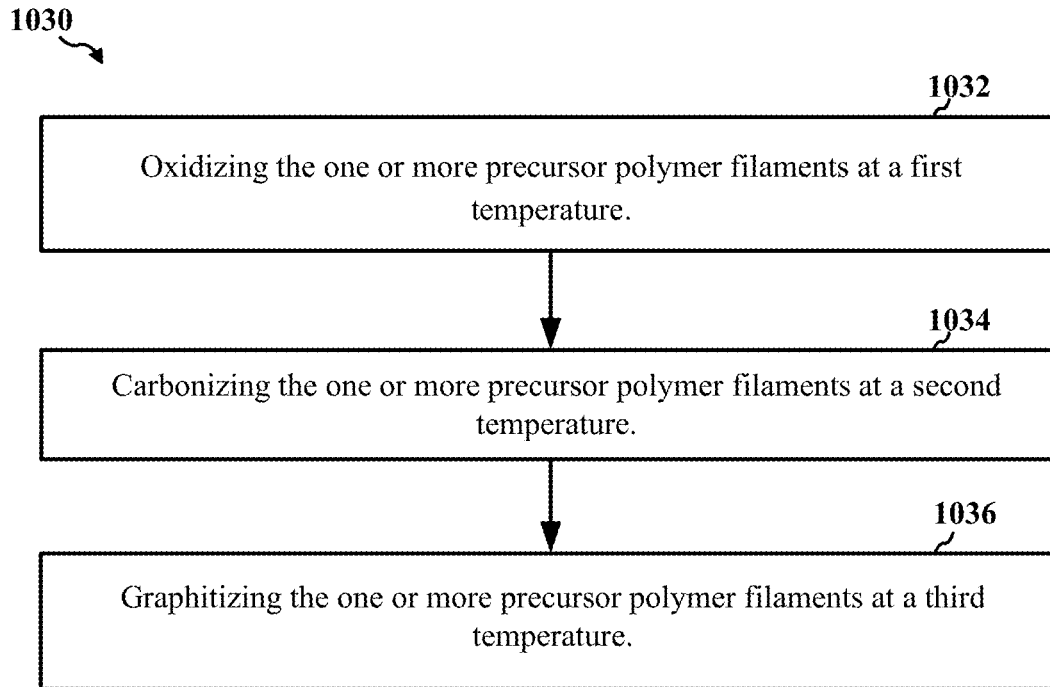 1030
1032
Oxidizing the one or more precursor polymer filaments at a first
temperature.
1034
Carbonizing the one or more precursor polymer filaments at a second
temperature.
1036
Graphitizing the one or more precursor polymer filaments at a third
temperature.